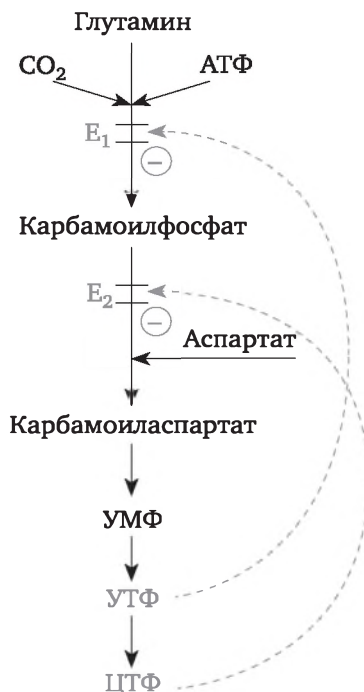 Глутамин
CO₂ АТФ
E₁
−
Карбамоилфосфат
E₂
−
Аспартат
Карбамоиласпартат
УМФ
УТФ
ЦТФ